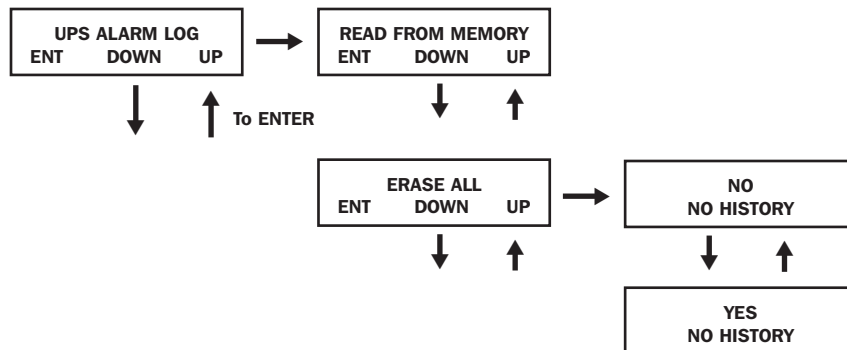 UPS ALARM LOG
ENT DOWN UP
READ FROM MEMORY
ENT DOWN UP
To ENTER
ERASE ALL
ENT DOWN UP
NO
NO HISTORY
YES
NO HISTORY